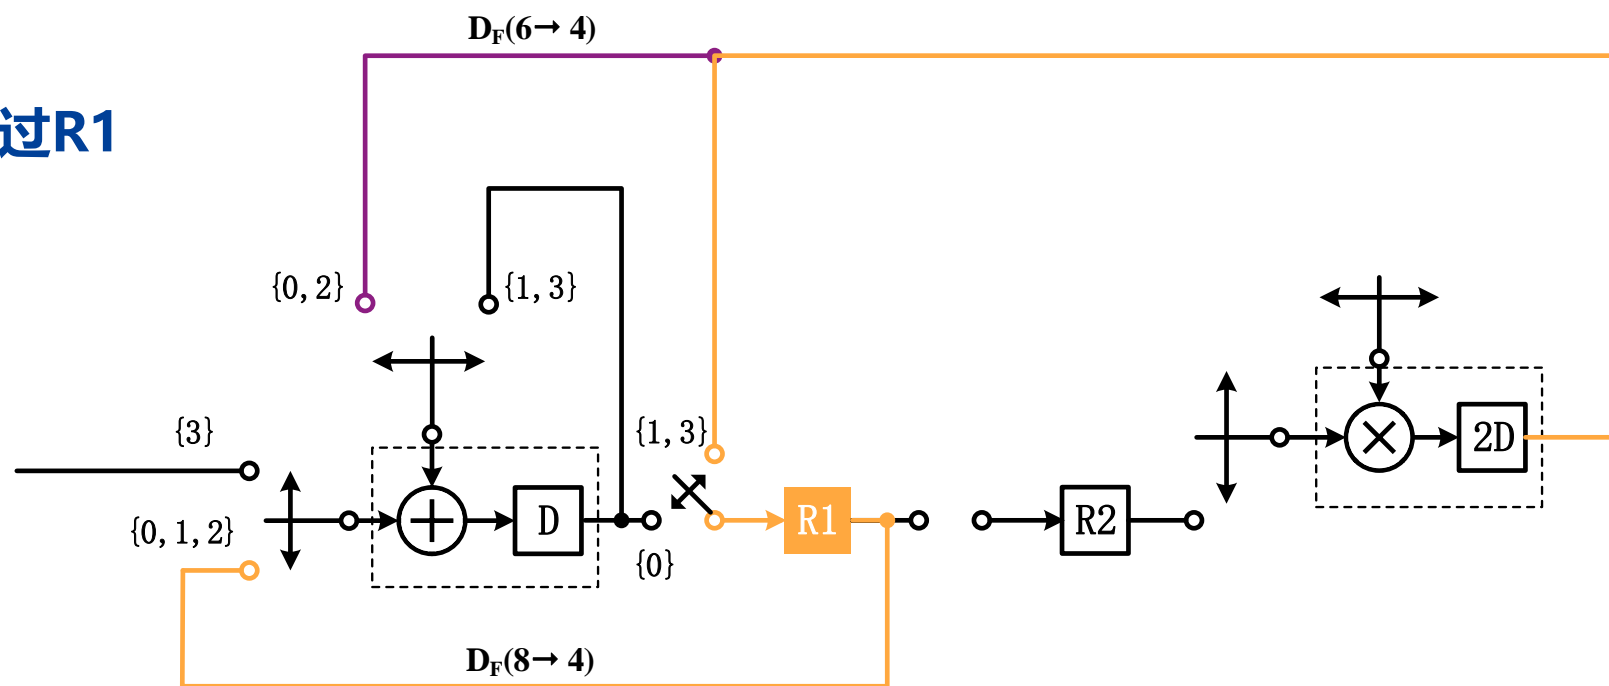 D_F(6→ 4)
过R1
{0,2}
{1,3}
{3}
{1,3}
{0,1,2}
D
{0}
R1
R2
2D
D_F(8→ 4)